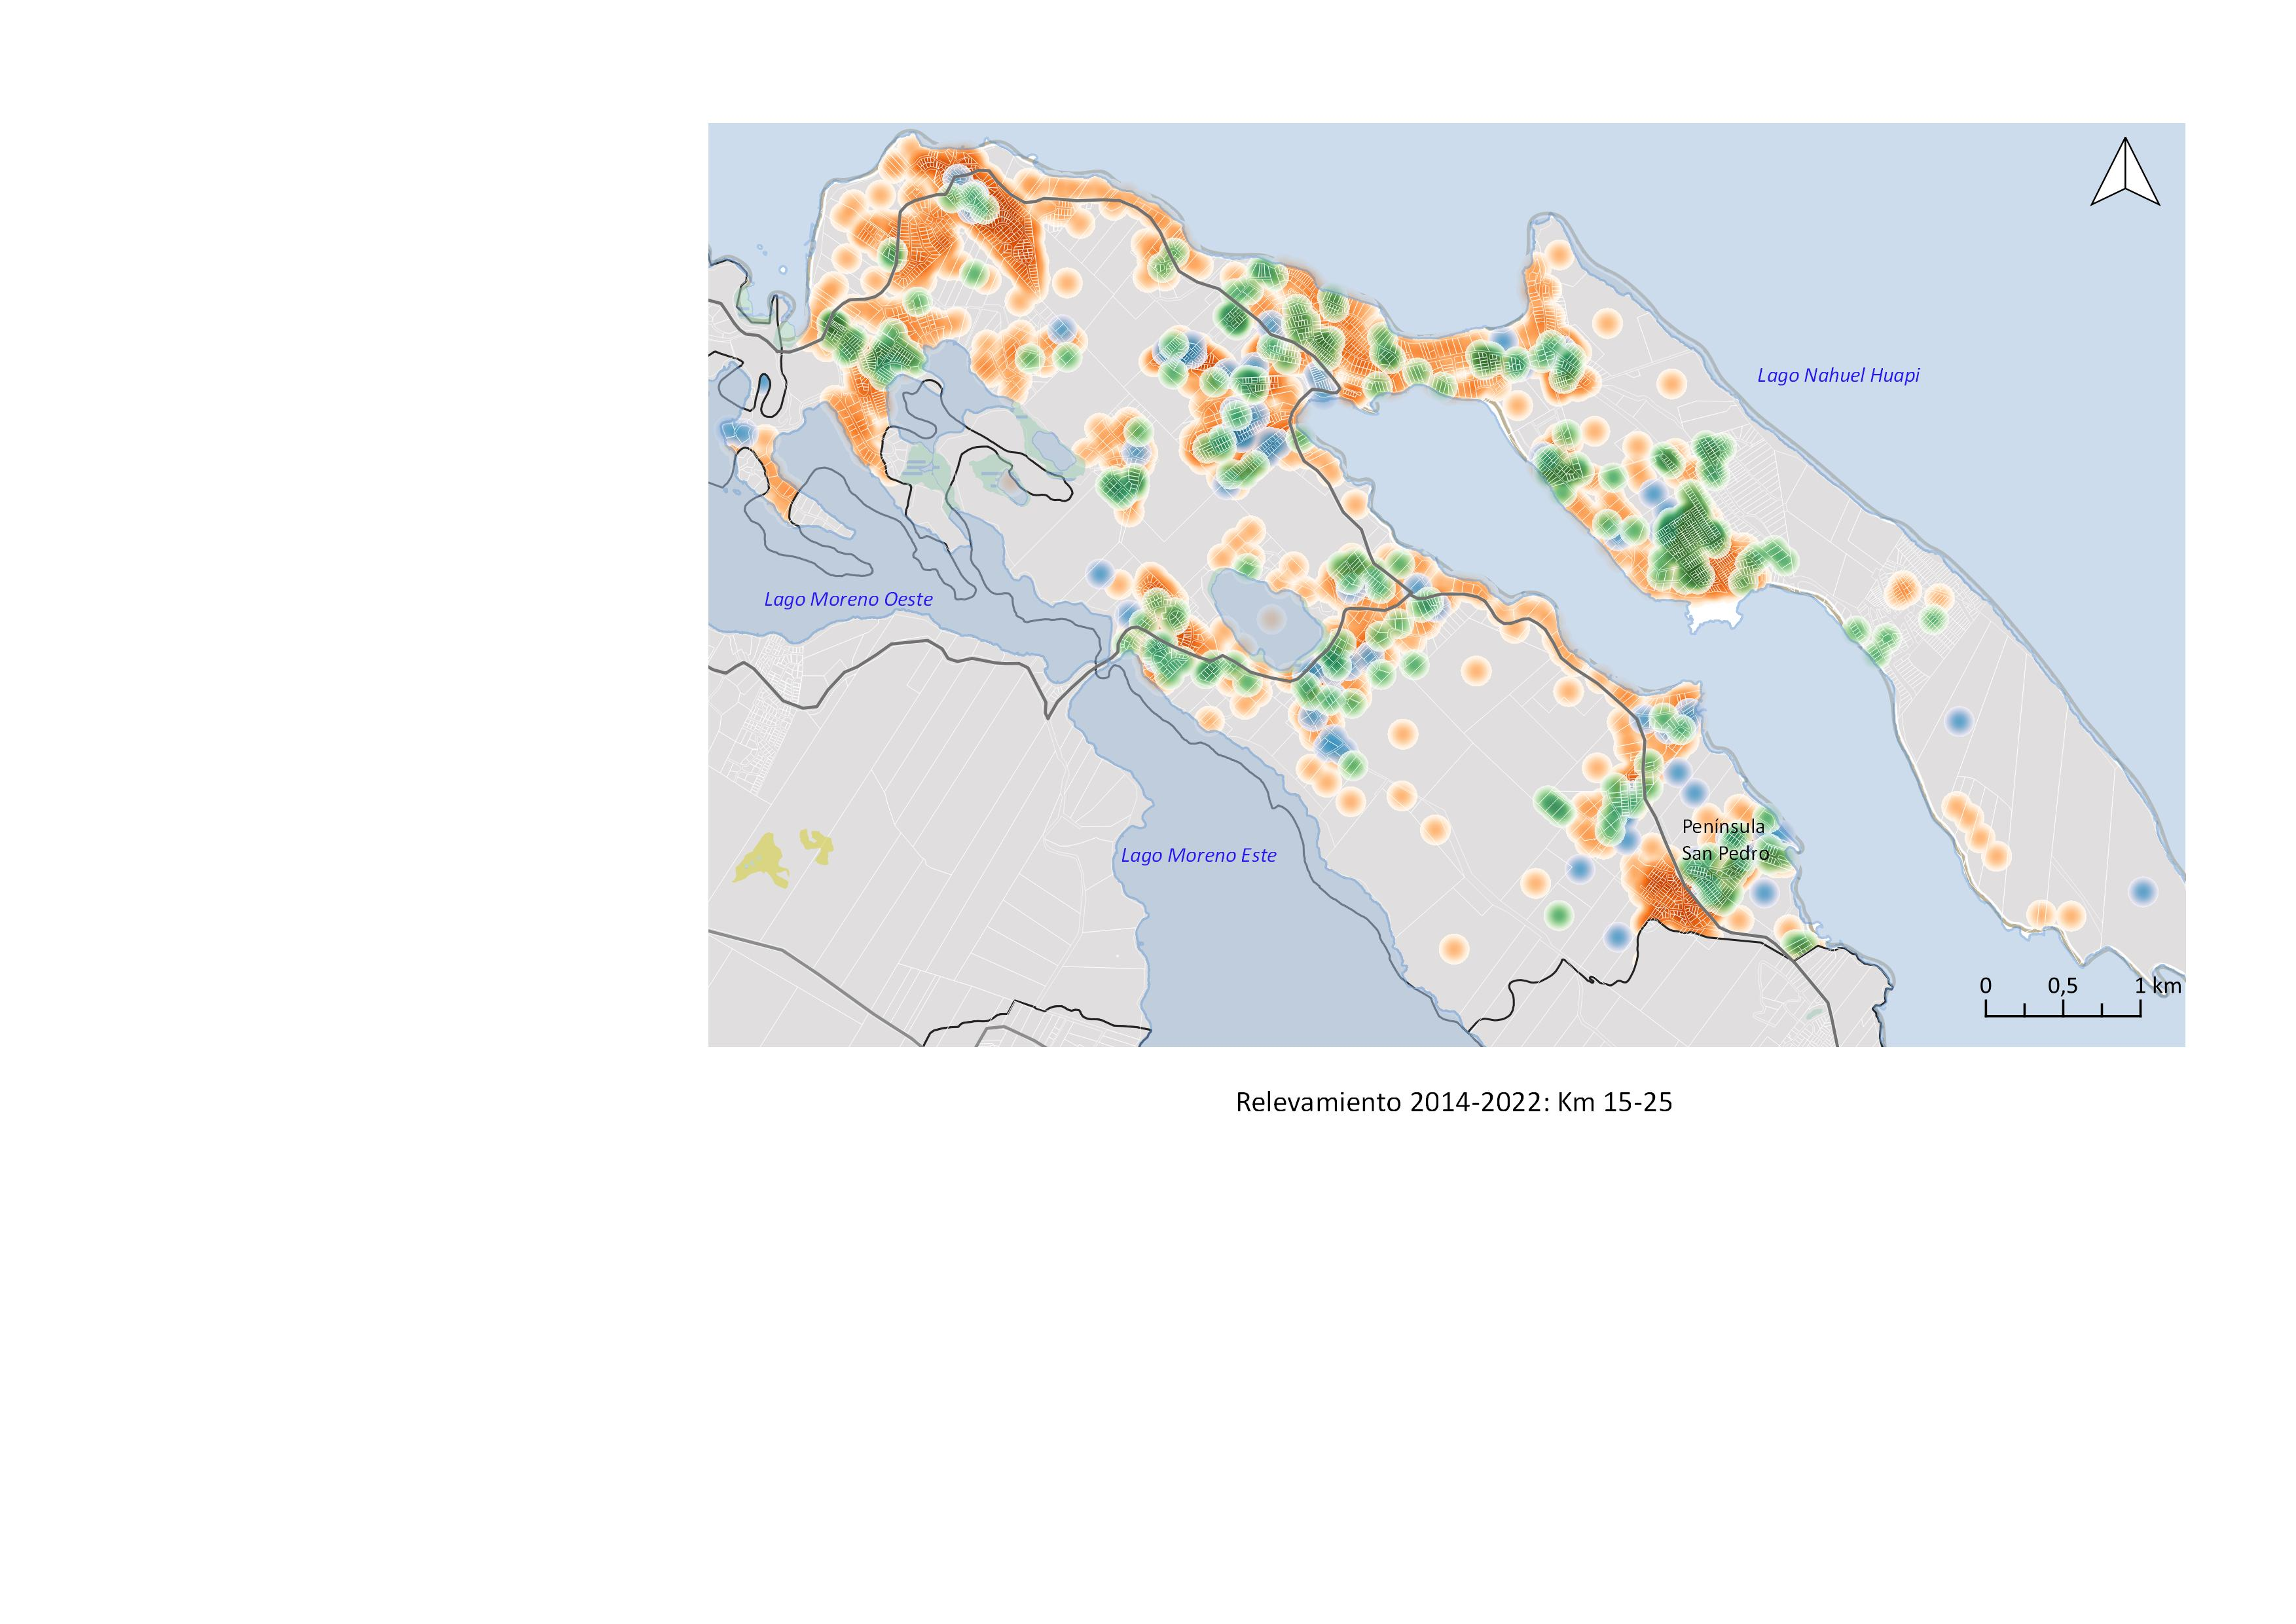 Lago Nahuel Huapi
Lago Moreno Oeste
Península
San Pedro
Lago Moreno Este
0 0,5 1 km
Relevamiento 2014-2022: Km 15-25